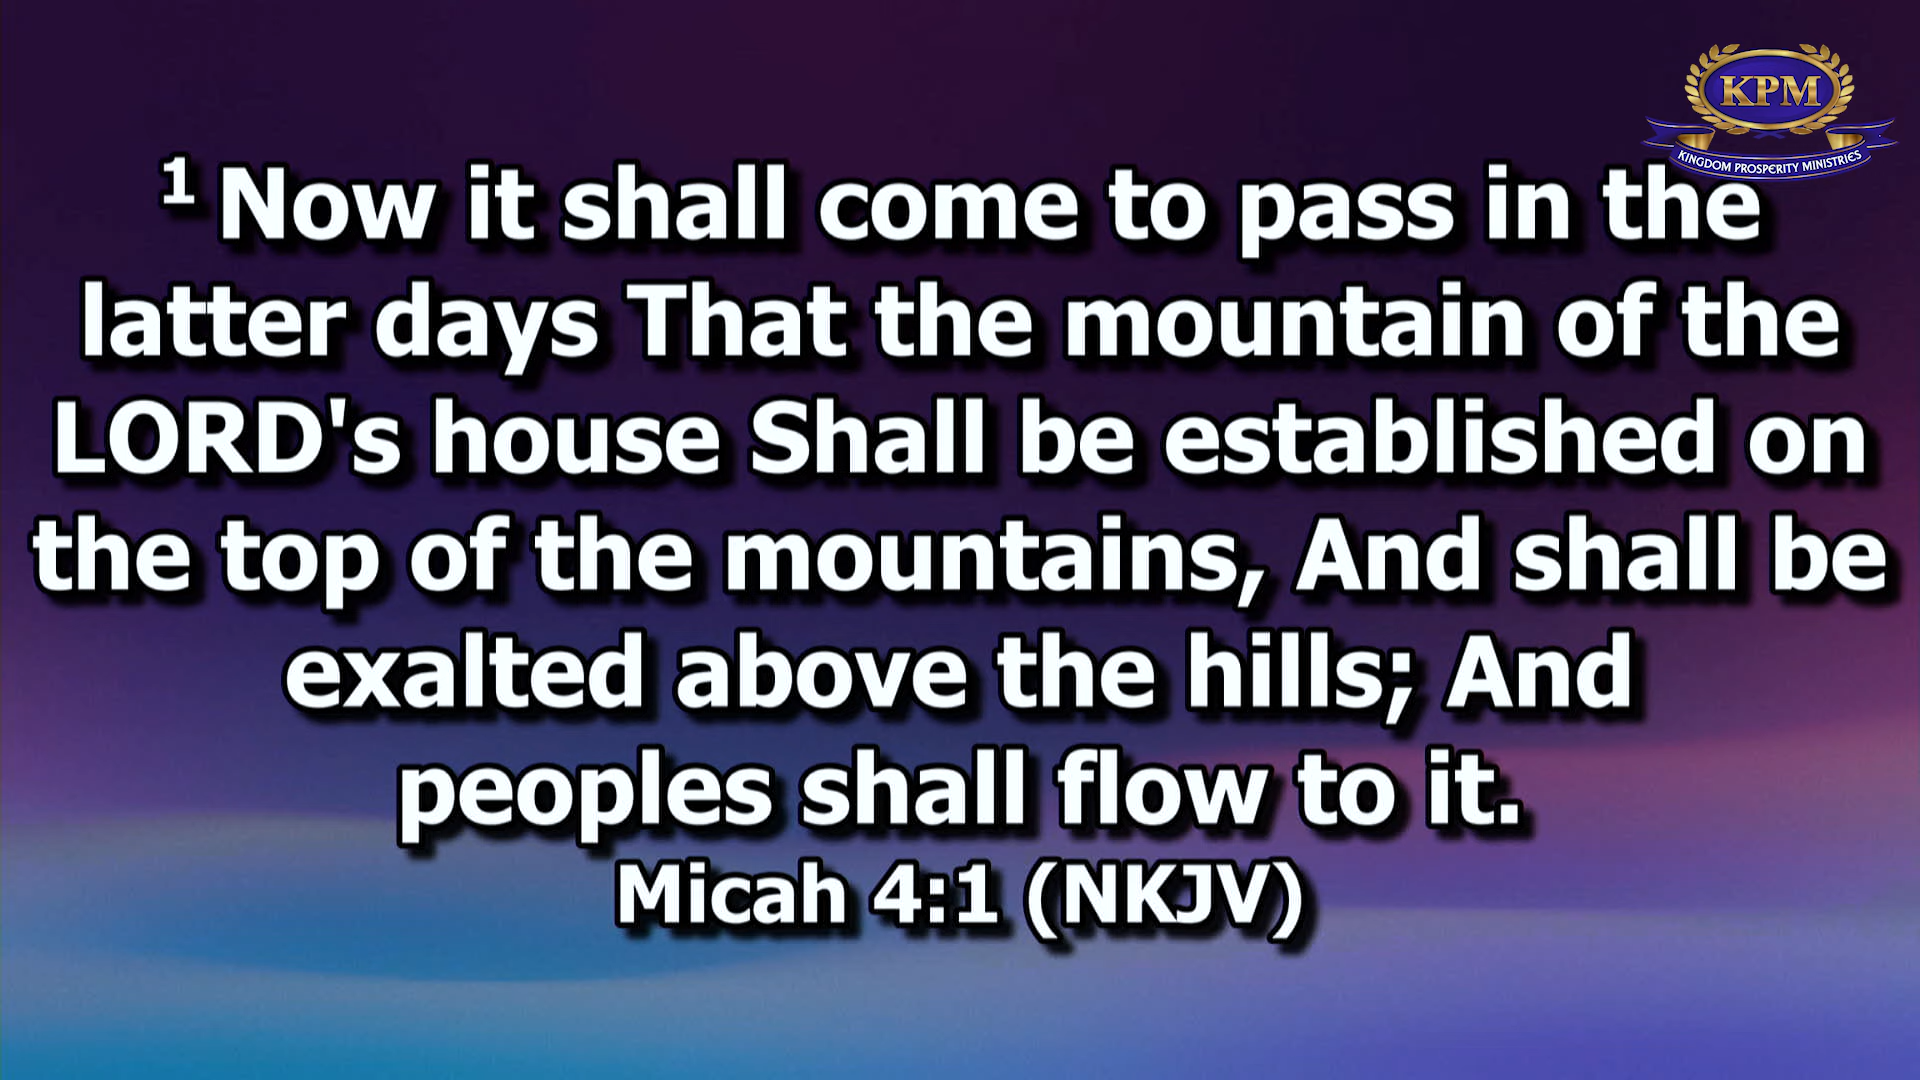 KPM
KINGDOM PROSPERITY MINISTRIES
1 Now it shall come to pass in the
latter days That the mountain of the
LORD's house Shall be established on
the top of the mountains, And shall be
exalted above the hills; And
peoples shall flow to it.
Micah 4:1 (NKJV)